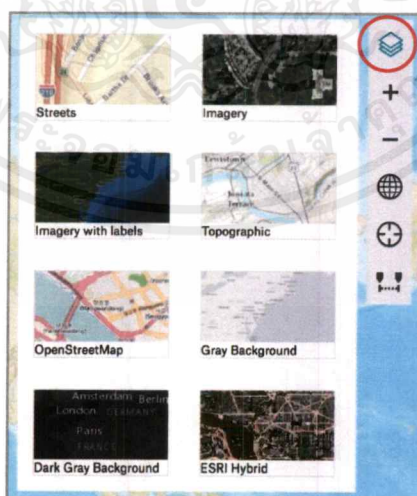 Streets
Imagery
Imagery with labels
Topographic
OpenStreetMap
Gray Background
Amsterdam Berlin
London GERMANY
Paris
FRANCE
Dark Gray Background
ESRI Hybrid